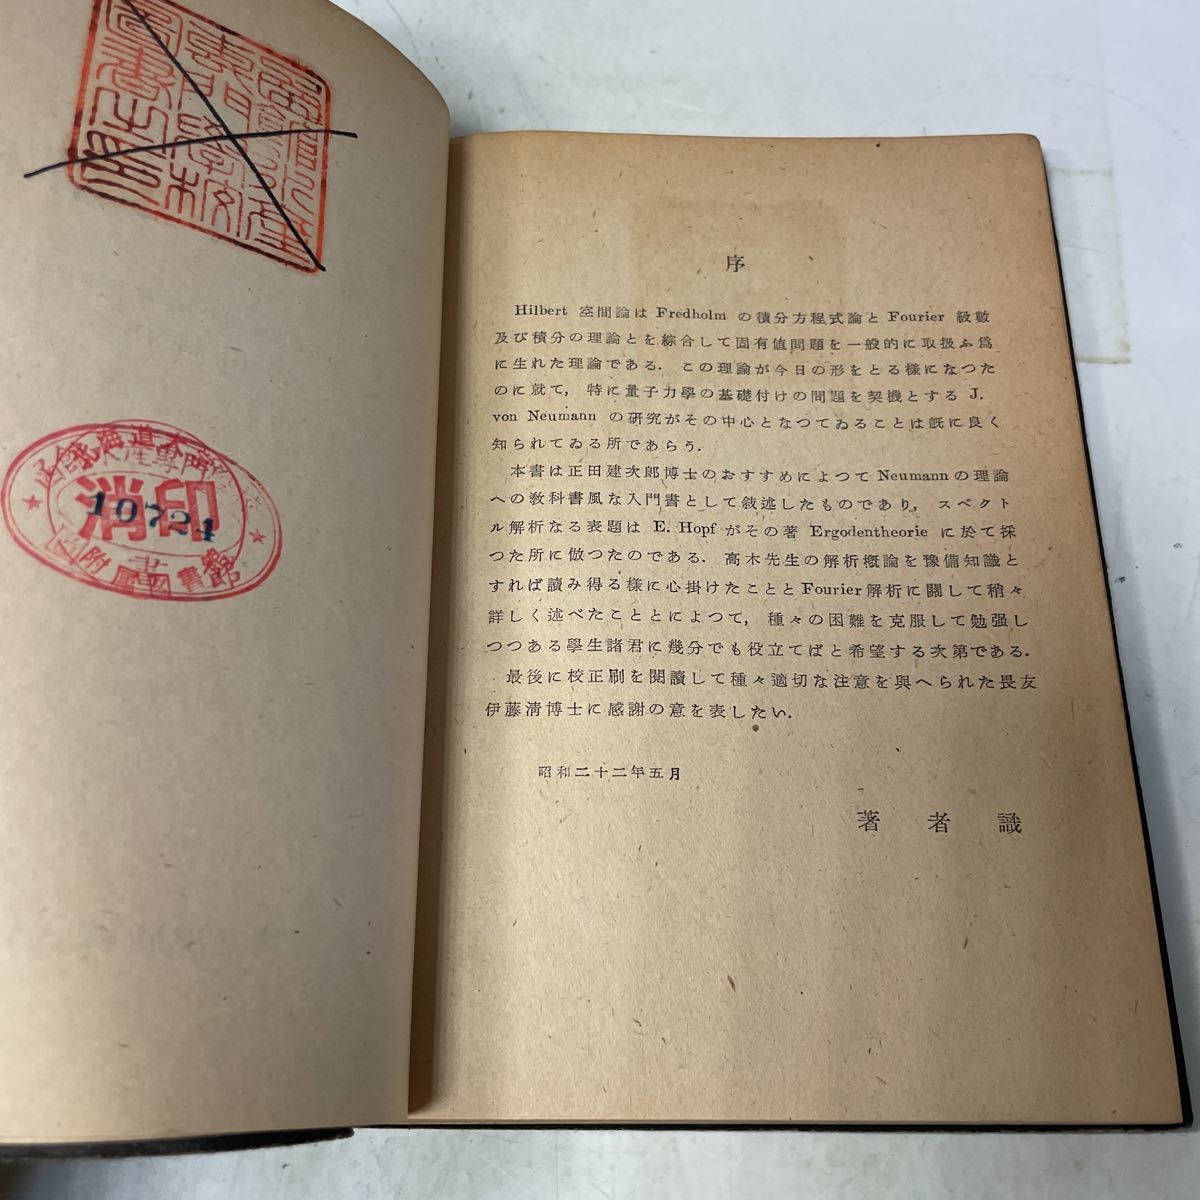 消印
10724
附属圖書館
序
Hilbert 空間論は Fredholm の積分方程式論と Fourier 級數
及び積分の理論とを綜合して固有値問題を一般的に取扱ふ爲
に生れた理論である. この理論が今日の形をとる樣になつた
のに就て, 特に量子力學の基礎付けの問題を契機とする J.
von Neumann の研究がその中心となつてゐることは既に良く
知られてゐる所であらう.
本書は正田建次郎博士のおすすめによつて Neumann の理論
への敎科書風な入門書として敍述したものであり, スペクト
ル解析なる表題は E. Hopf がその著 Ergodentheorie に於て採
つた所に倣つたのである. 高木先生の解析概論を豫備知識と
すれば讀み得る樣に心掛けたことと Fourier 解析に關して稍々
詳しく述べたこととによつて, 種々の困難を克服して勉强し
つつある學生諸君に幾分でも役立てばと希望する次第である.
最後に校正刷を閱讀して種々適切な注意を與へられた畏友
伊藤淸博士に感謝の意を表したい.
昭和二十二年五月
著者識